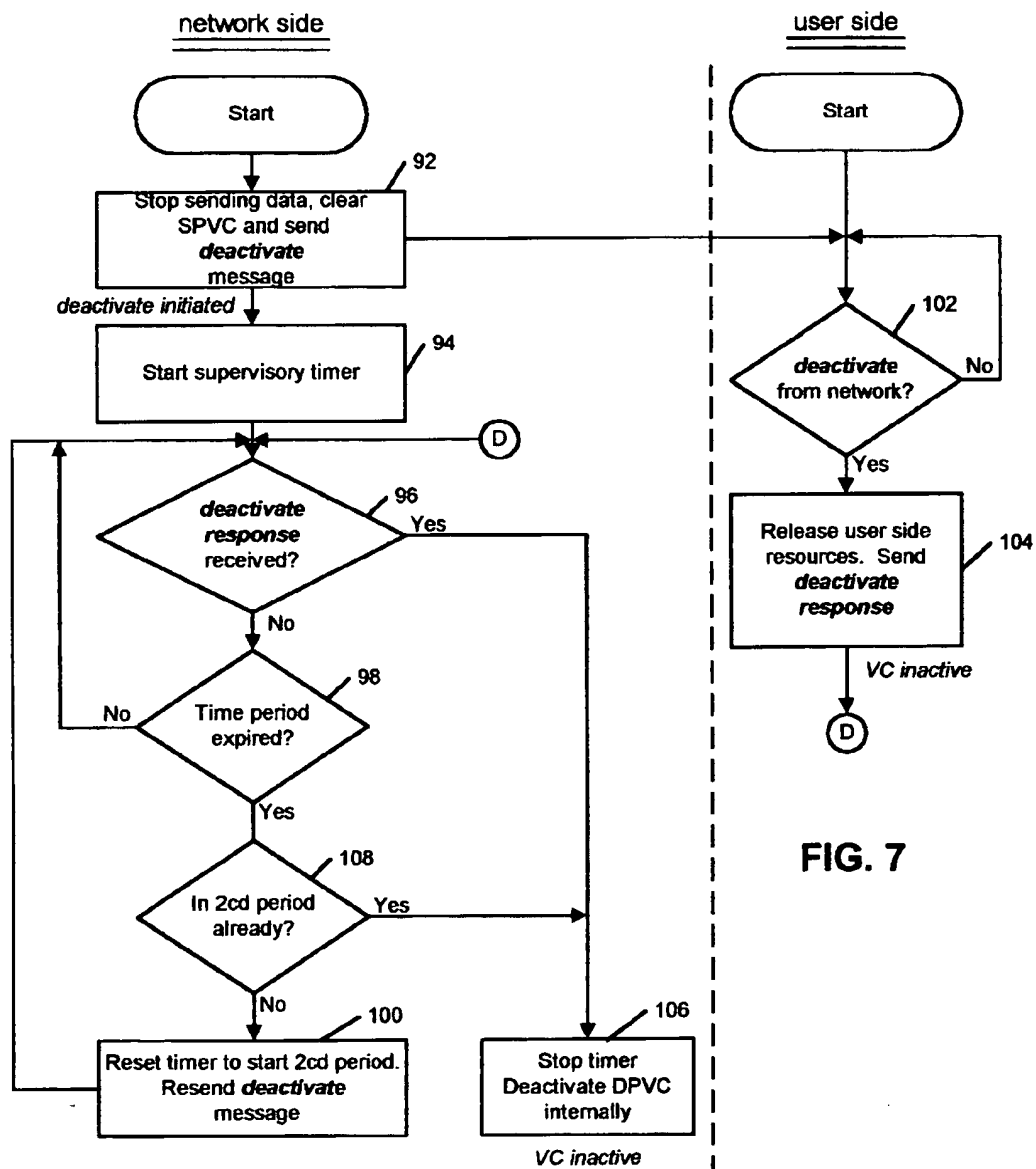 network side
user side
Start
Start
92
Stop sending data, clear
SPVC and send
deactivate
message
deactivate initiated
94
Start supervisory timer
102
deactivate
from network?
No
Yes
D
96
deactivate
response
received?
Yes
No
104
Release user side
resources. Send
deactivate
response
VC inactive
D
98
Time period
expired?
No
Yes
108
In 2cd period
already?
Yes
No
FIG. 7
100
Reset timer to start 2cd period.
Resend deactivate
message
106
Stop timer
Deactivate DPVC
internally
VC inactive